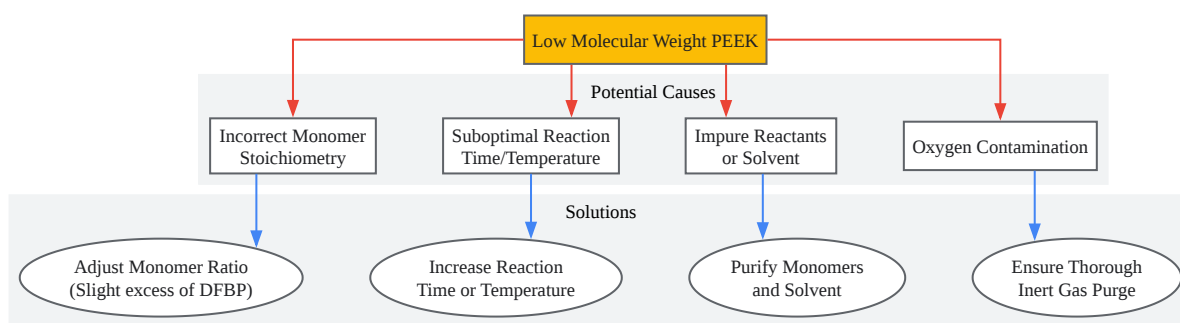 Low Molecular Weight PEEK
Potential Causes
Incorrect Monomer
Stoichiometry
Suboptimal Reaction
Time/Temperature
Impure Reactants
or Solvent
Oxygen Contamination
Solutions
Adjust Monomer Ratio
(Slight excess of DFBP)
Increase Reaction
Time or Temperature
Purify Monomers
and Solvent
Ensure Thorough
Inert Gas Purge